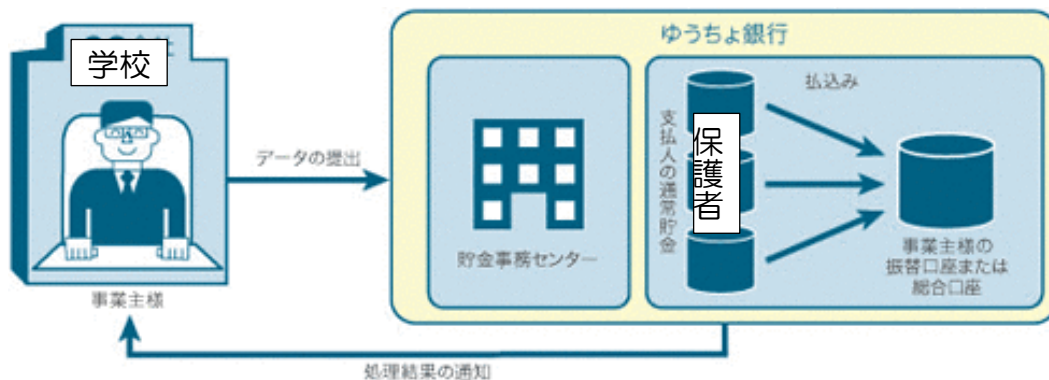 ゆうちょ銀行
学校
事業主様
データの提出
貯金事務センター
支払人の通常貯金
保護者
払込み
事業主様の
振替口座または
総合口座
処理結果の通知